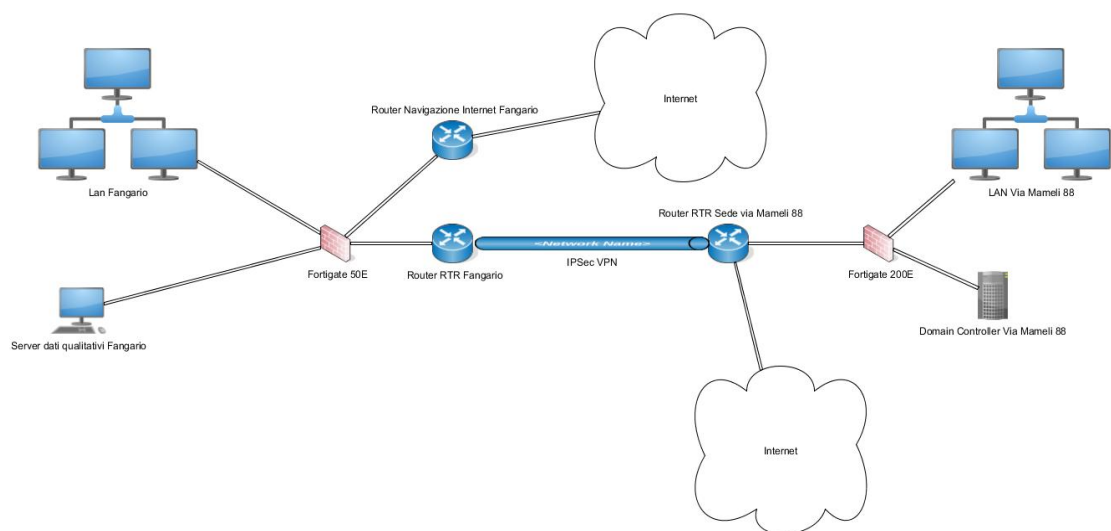 Internet
Router Navigazione Internet Fangario
Lan Fangario
LAN Via Mameli 88
Router RTR Sede via Mameli 88
<Network Name>
IPSec VPN
Fortigate 50E
Router RTR Fangario
Fortigate 200E
Server dati qualitativi Fangario
Domain Controller Via Mameli 88
Internet